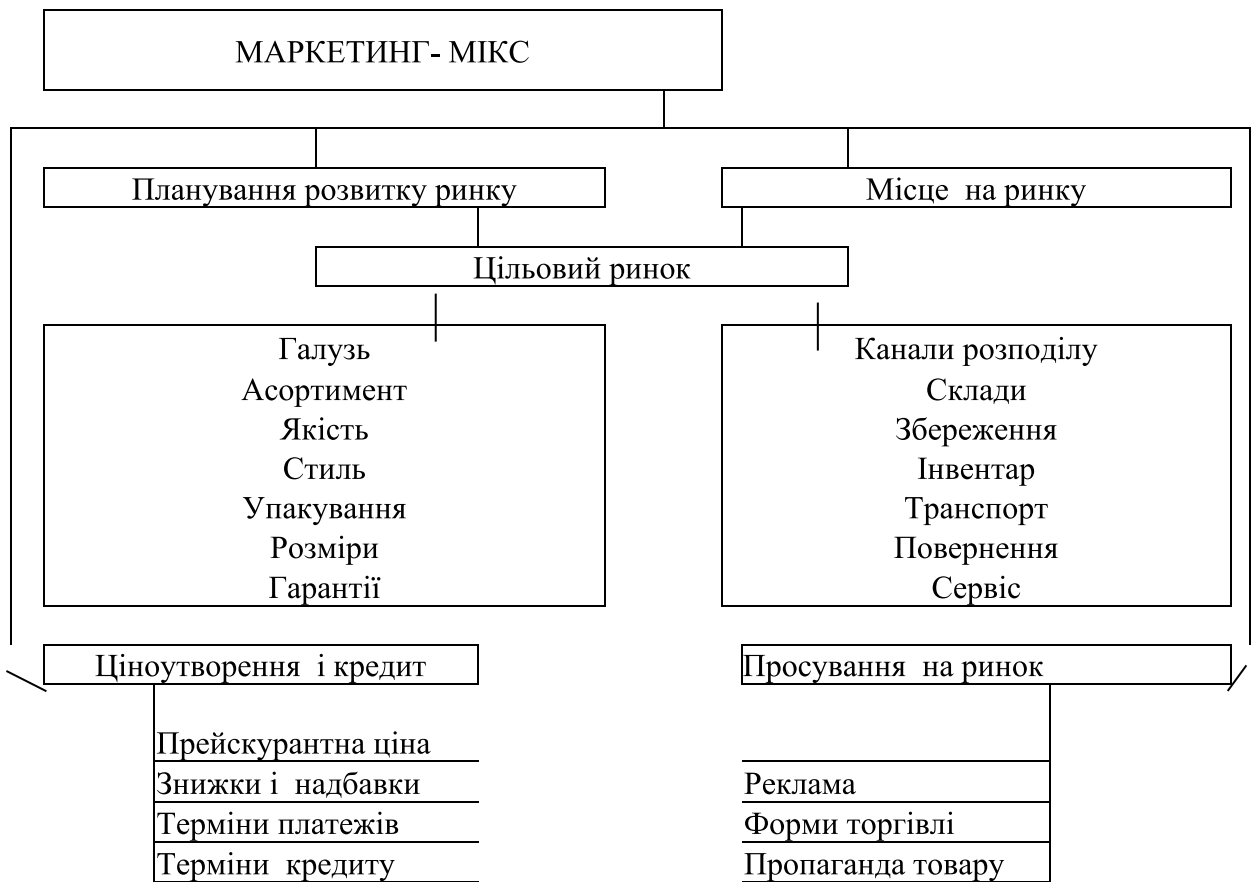 МАРКЕТИНГ- МІКС
Планування розвитку ринку
Місце на ринку
Цільовий ринок
Галузь
Асортимент
Якість
Стиль
Упакування
Розміри
Гарантії
Канали розподілу
Склади
Збереження
Інвентар
Транспорт
Повернення
Сервіс
Ціноутворення і кредит
Прейскурантна ціна
Знижки і надбавки
Терміни платежів
Терміни кредиту
Просування на ринок
Реклама
Форми торгівлі
Пропаганда товару